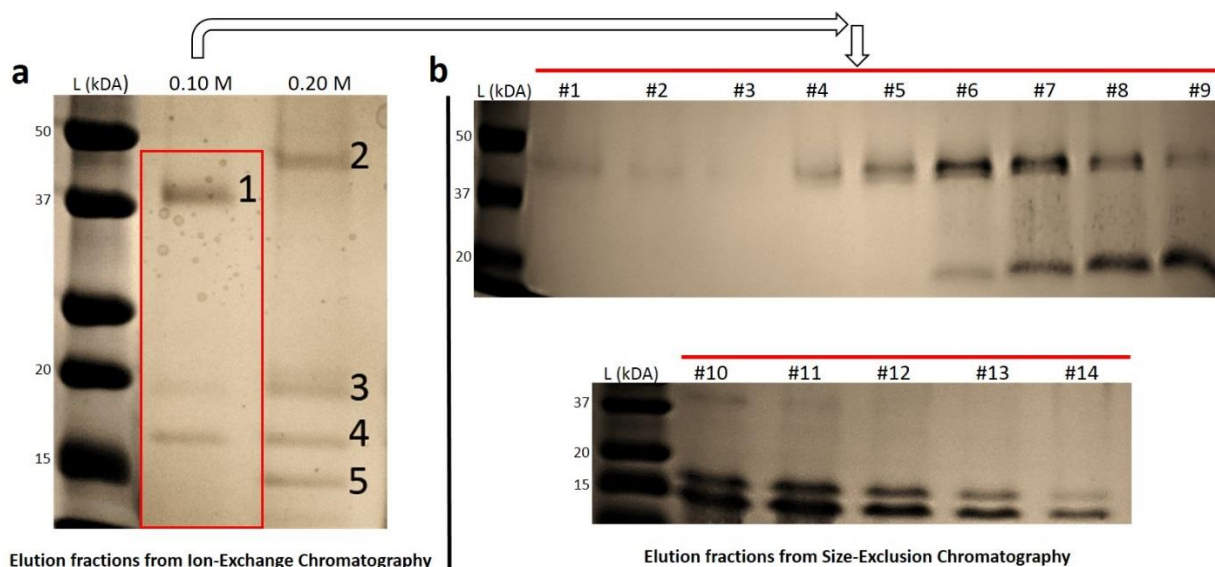 a
L (kDA) 0.10 M 0.20 M
50
37
20
15
1
2
3
4
5
Elution fractions from Ion-Exchange Chromatography
b
L (kDA) #1 #2 #3 #4 #5 #6 #7 #8 #9
50
37
20
L (kDA) #10 #11 #12 #13 #14
37
20
15
Elution fractions from Size-Exclusion Chromatography